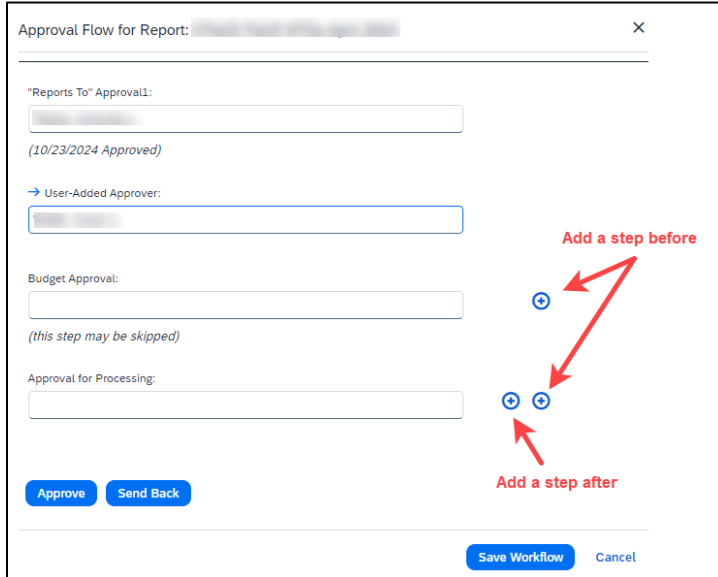 Approval Flow for Report:
"Reports To" Approval1:
(10/23/2024 Approved)
→ User-Added Approver:
Add a step before
Budget Approval:
(this step may be skipped)
Approval for Processing:
Add a step after
Approve Send Back
Save Workflow Cancel